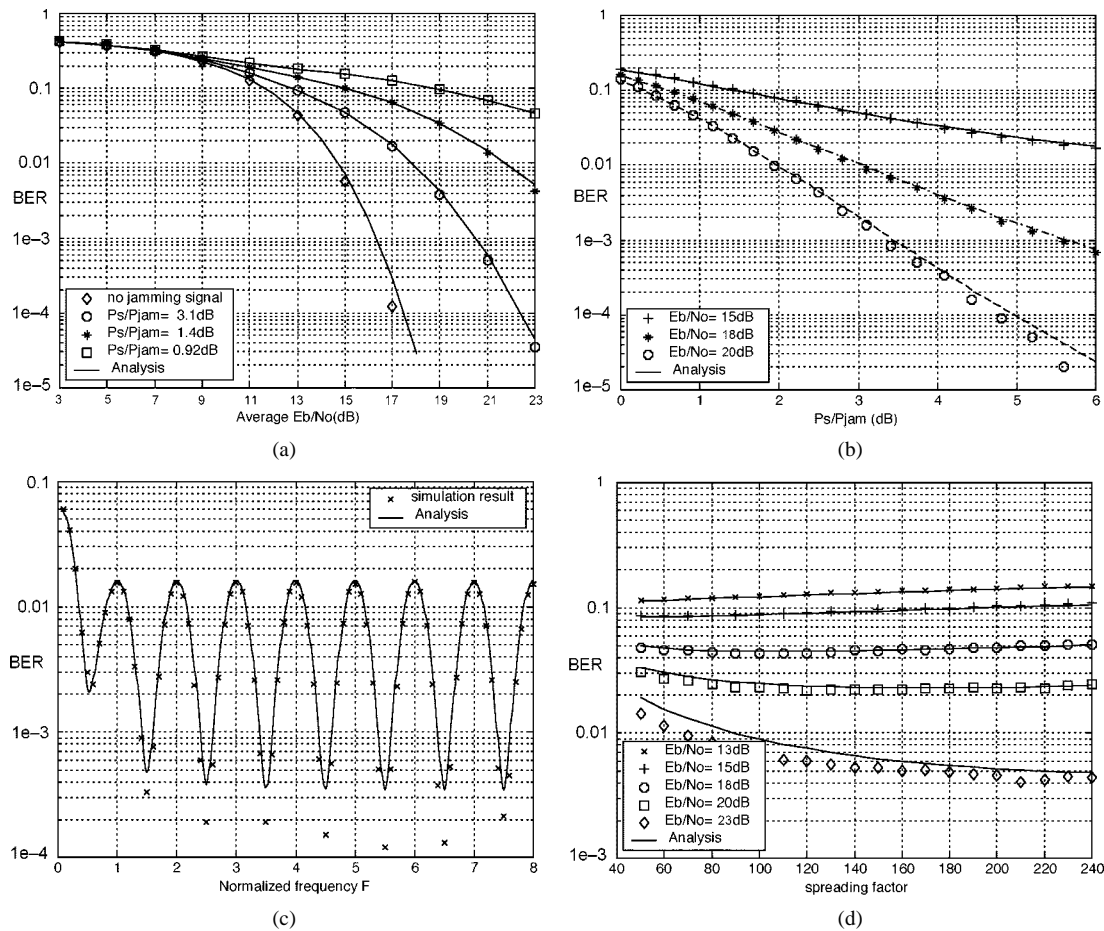 1
0.1
0.01
BER
1e−3
1e−4
1e−5
no jamming signal
Ps/Pjam= 3.1dB
Ps/Pjam= 1.4dB
Ps/Pjam= 0.92dB
Analysis
3 5 7 9 11 13 15 17 19 21 23
Average Eb/No(dB)
(a)
1
0.1
0.01
BER
1e−3
1e−4
1e−5
Eb/No= 15dB
Eb/No= 18dB
Eb/No= 20dB
Analysis
0 1 2 3 4 5 6
Ps/Pjam (dB)
(b)
0.1
0.01
BER
1e−3
1e−4
simulation result
Analysis
0 1 2 3 4 5 6 7 8
Normalized frequency F
(c)
1
0.1
BER
0.01
1e−3
Eb/No= 13dB
Eb/No= 15dB
Eb/No= 18dB
Eb/No= 20dB
Eb/No= 23dB
Analysis
40 60 80 100 120 140 160 180 200 220 240
spreading factor
(d)